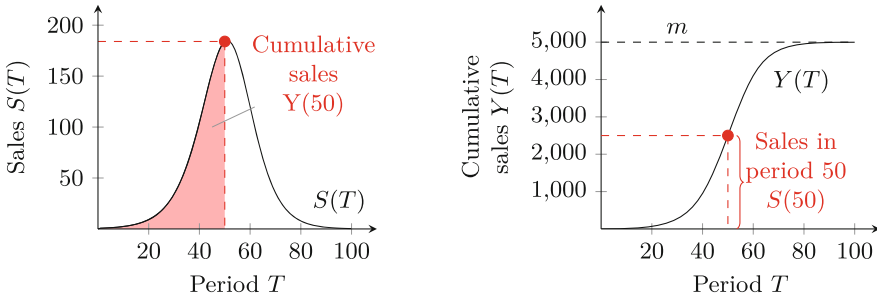 200
150
100
50
Sales S(T)
Cumulative
sales
Y(50)
S(T)
20 40 60 80 100
Period T
5,000
4,000
3,000
2,000
1,000
Cumulative
sales Y(T)
m
Y(T)
Sales in
period 50
S(50)
20 40 60 80 100
Period T